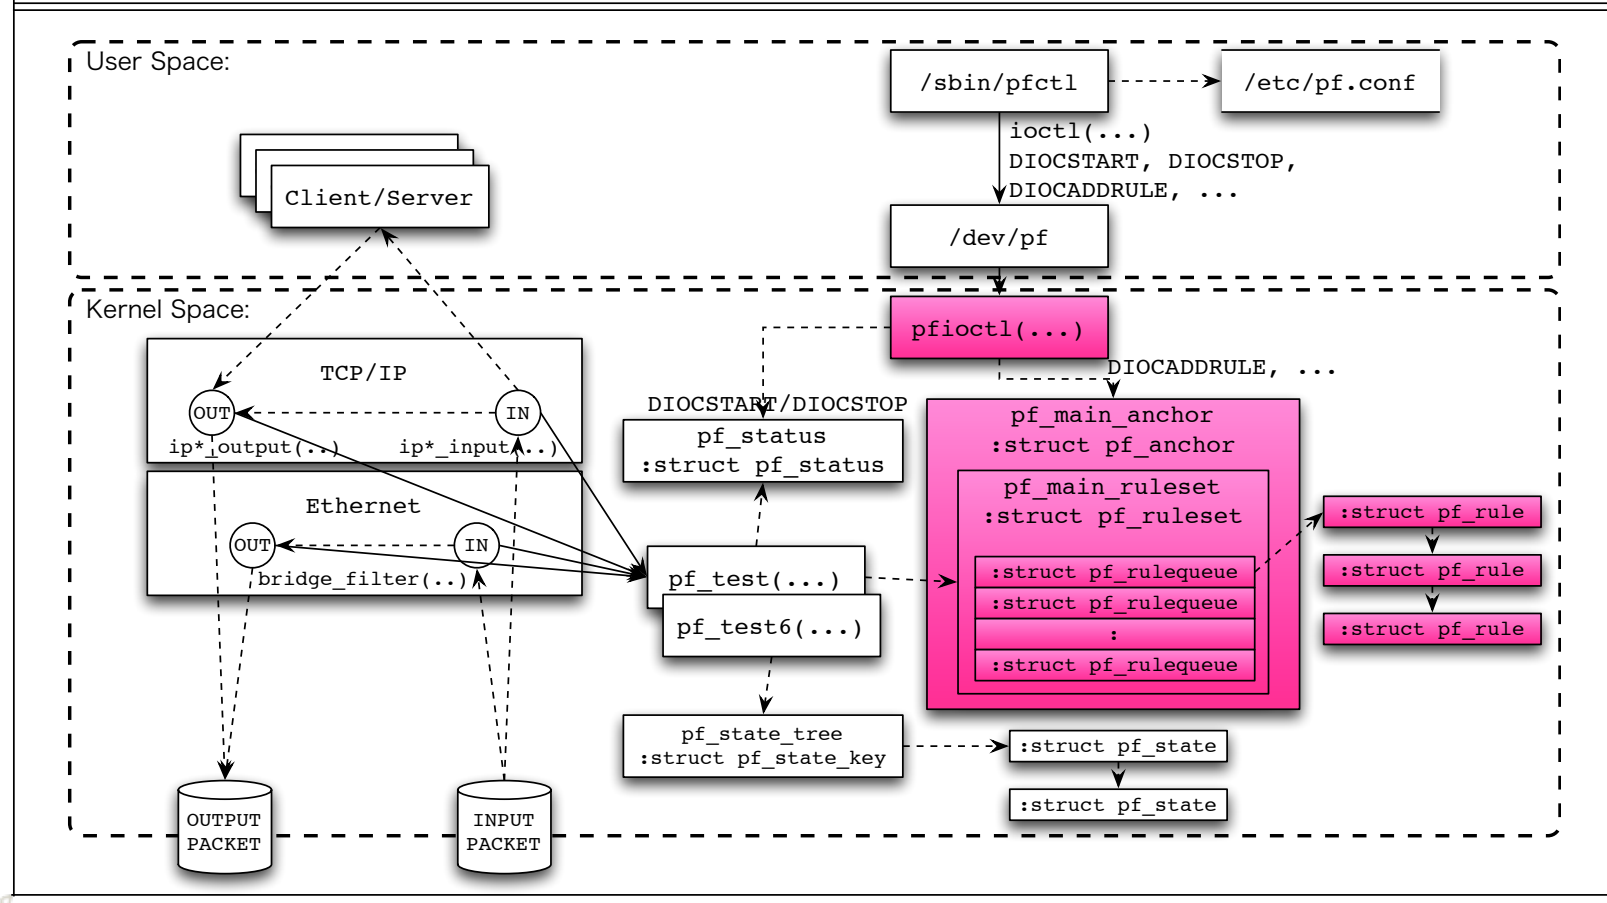 User Space:
/sbin/pfctl
/etc/pf.conf
ioctl(...)
DIOCSTART, DIOCSTOP,
DIOCADDRULE, ...
Client/Server
/dev/pf
Kernel Space:
pfioctl(...)
DIOCADDRULE, ...
TCP/IP
OUT
IN
ip*_output(..)
ip*_input(..)
DIOCSTART/DIOCSTOP
pf_status
:struct pf_status
pf_main_anchor
:struct pf_anchor
pf_main_ruleset
:struct pf_ruleset
:struct pf_rulequeue
:struct pf_rulequeue
:
:struct pf_rulequeue
:struct pf_rule
:struct pf_rule
:struct pf_rule
Ethernet
OUT
IN
bridge_filter(..)
pf_test(...)
pf_test6(...)
pf_state_tree
:struct pf_state_key
:struct pf_state
:struct pf_state
OUTPUT
PACKET
INPUT
PACKET